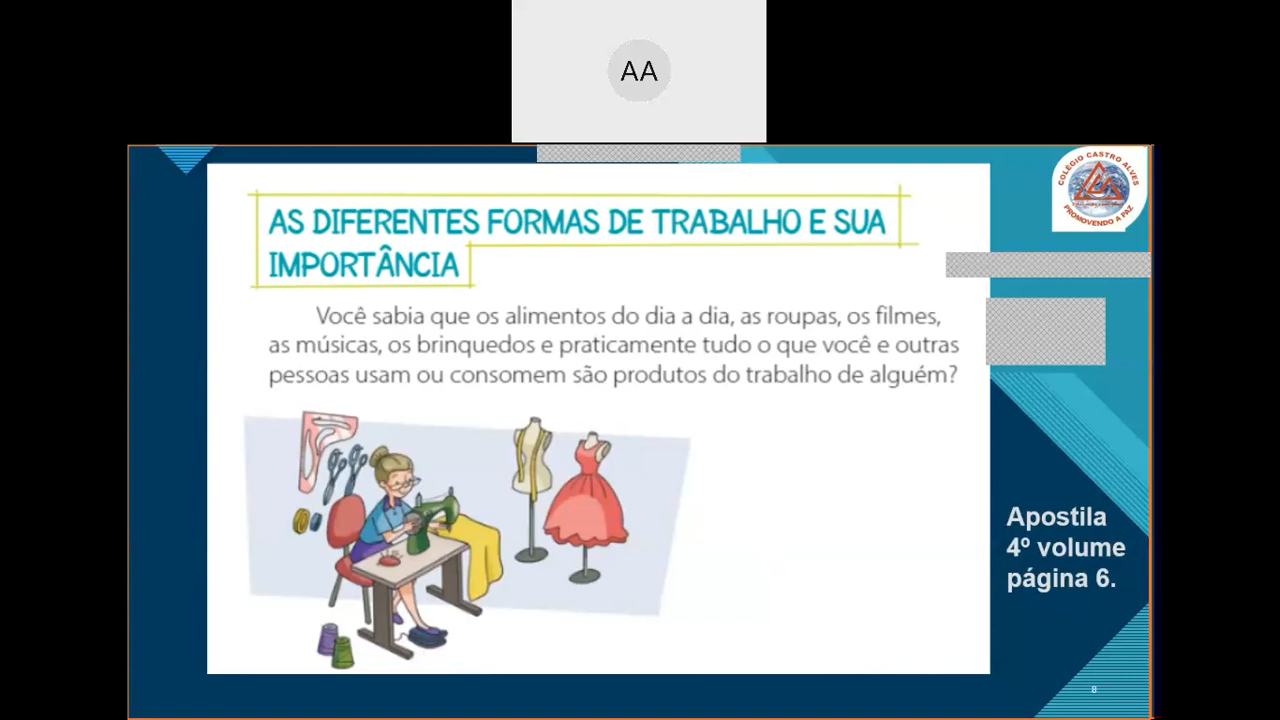 AA
COLÉGIO CASTRO ALVES
PROMOVENDO A PAZ
AS DIFERENTES FORMAS DE TRABALHO E SUA
IMPORTÂNCIA
Você sabia que os alimentos do dia a dia, as roupas, os filmes,
as músicas, os brinquedos e praticamente tudo o que você e outras
pessoas usam ou consomem são produtos do trabalho de alguém?
Apostila
4º volume
página 6.
8